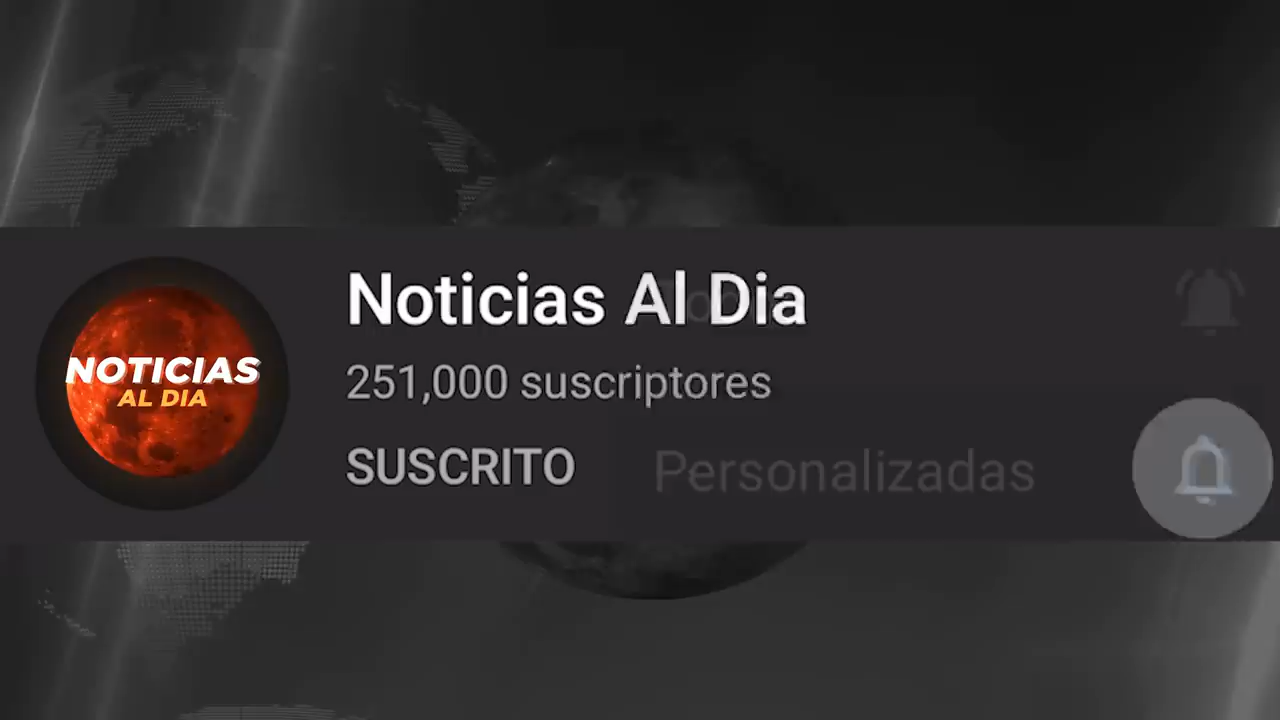 Noticias Al Dia
251,000 suscriptores
SUSCRITO
Personalizadas
NOTICIAS
AL DIA